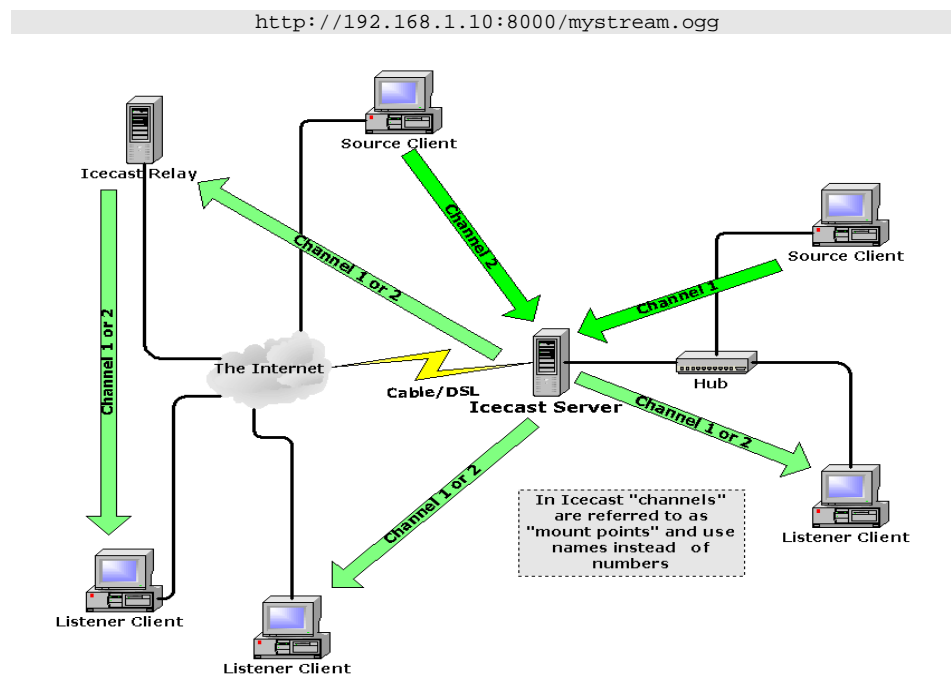 http://192.168.1.10:8000/mystream.ogg
Source Client
Icecast Relay
Channel 2
Source Client
Channel 1 or 2
Channel 1
Channel 1 or 2
The Internet
Cable/DSL
Icecast Server
Hub
Channel 1 or 2
Channel 1 or 2
In Icecast "channels"
are referred to as
"mount points" and use
names instead of
numbers
Listener Client
Listener Client
Listener Client